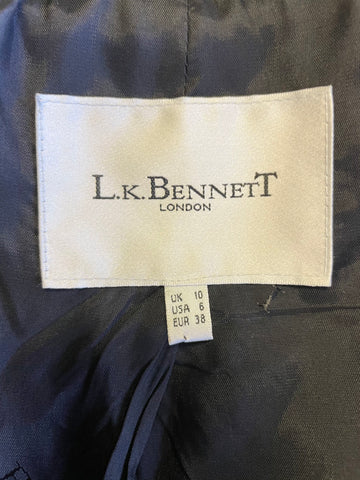 L.K.BENNETT
LONDON
UK 10
USA 6
EUR 38